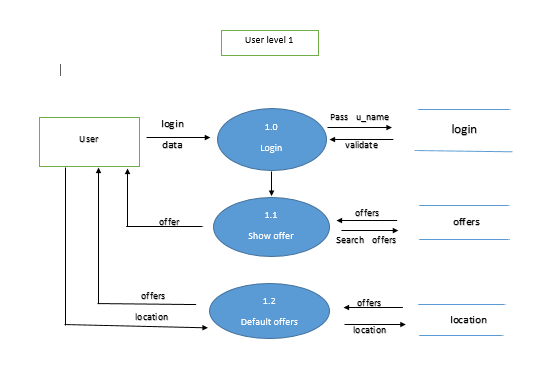 User level 1
User
login
data
1.0
Login
Pass u_name
validate
login
offer
1.1
Show offer
offers
Search offers
offers
offers
location
1.2
Default offers
offers
location
location